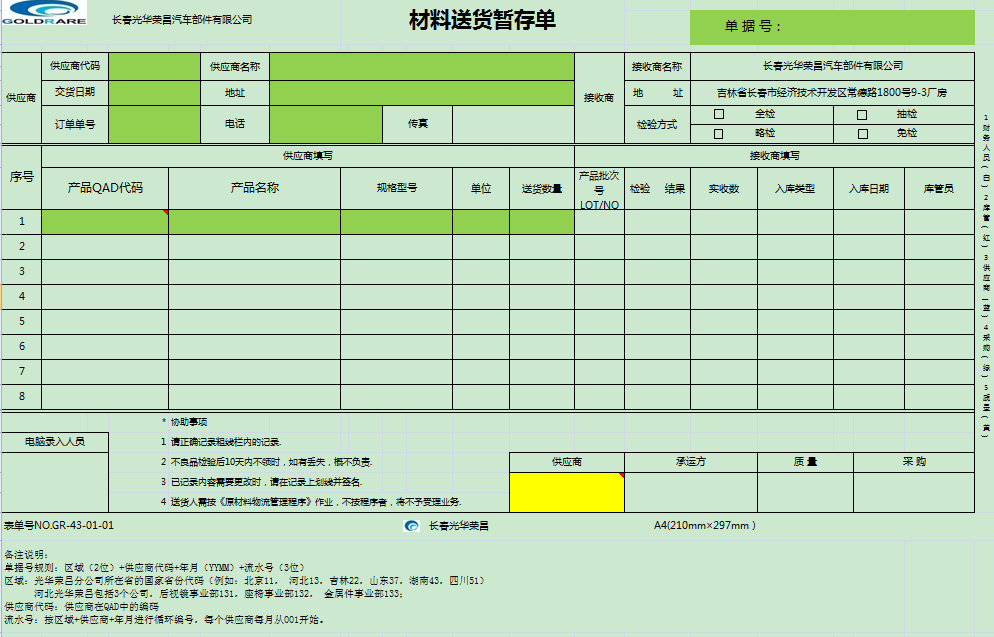 GOLDRARE
长春光华荣昌汽车部件有限公司
材料送货暂存单
单据号：
供应商
供应商代码
供应商名称
接收商
接收商名称
长春光华荣昌汽车部件有限公司
交货日期
地址
地 址
吉林省长春市经济技术开发区常德路1800号9-3厂房
订单单号
电话
传真
检验方式
全检
抽检
略检
免检
序号
供应商填写
接收商填写
产品QAD代码
产品名称
规格型号
单位
送货数量
产品批次
号
LOT/NO
检验 结果
实收数
入库类型
入库日期
库管员
1
2
3
4
5
6
7
8
1财务人员(白) 2库管(红) 3供应商(蓝) 4采购(绿) 5质量(黄)
* 协助事项
电脑录入人员
1 请正确记录粗线栏内的记录.
2 不良品检验后10天内不领时，如有丢失，概不负责.
3 已记录内容需要更改时，请在记录上划线并签名.
4 送货人需按《原材料物流管理程序》作业，不按程序者，将不予受理业务.
供应商
承运方
质 量
采 购
表单号NO.GR-43-01-01
长春光华荣昌
A4(210mm×297mm )
备注说明：
单据号规则：区域（2位）+供应商代码+年月（YYMM）+流水号（3位）
区域：光华荣昌分公司所在省的国家省份代码（例如：北京11， 河北13，吉林22，山东37，湖南43，四川51）
河北光华荣昌包括3个公司，后视镜事业部131，座椅事业部132， 金属件事业部133；
供应商代码：供应商在QAD中的编码
流水号：按区域+供应商+年月进行循环编号，每个供应商每月从001开始。